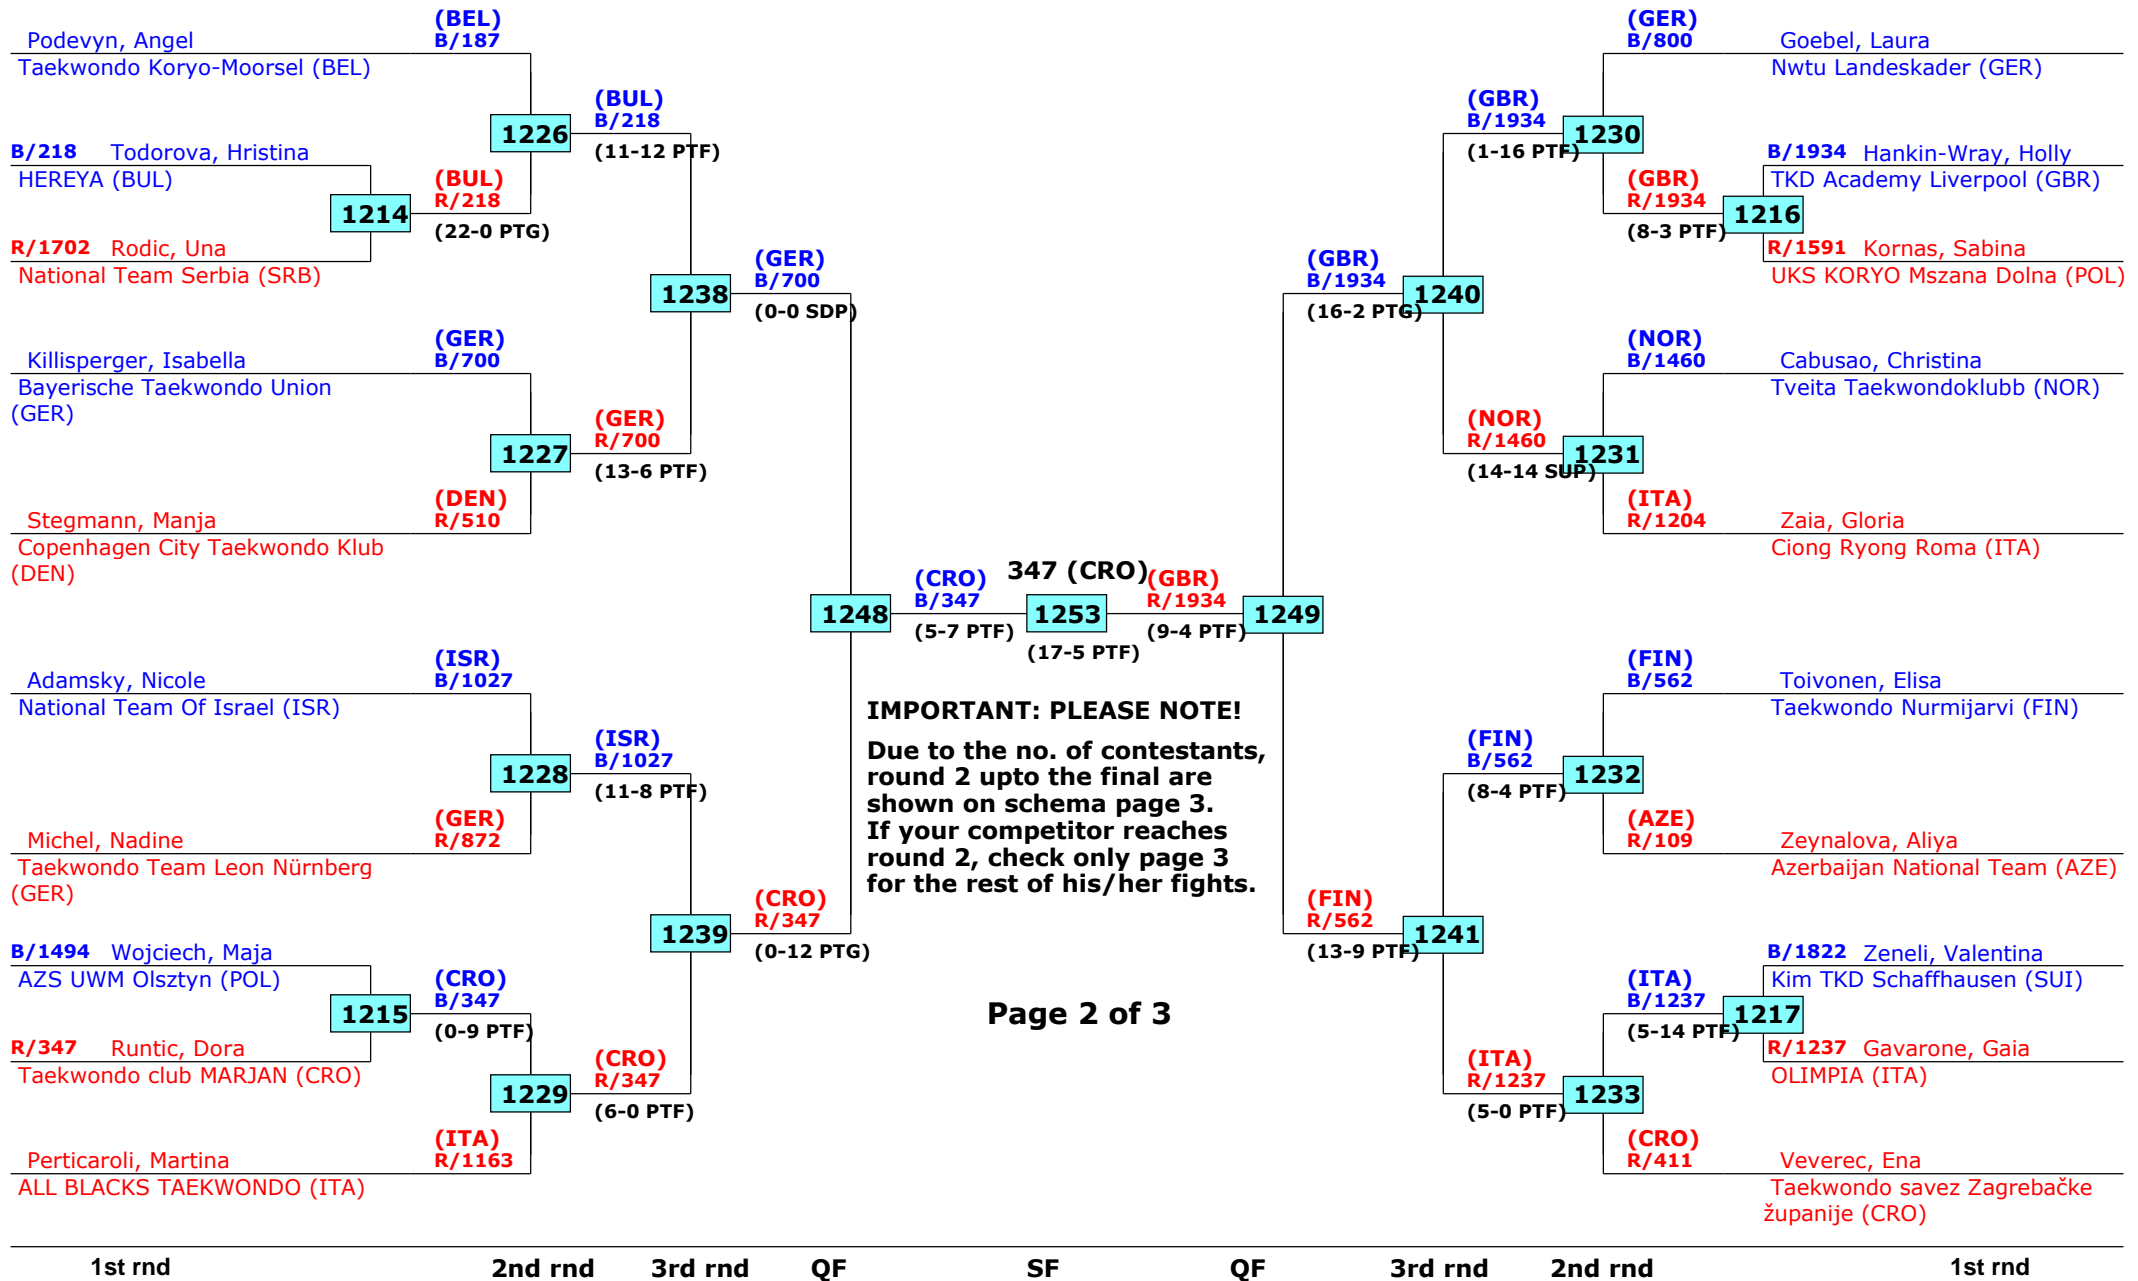 (BEL)
Podevyn, Angel B/187
Taekwondo Koryo-Moorsel (BEL)
1226
(BUL)
B/218
(11-12 PTF)
B/218 Todorova, Hristina
HEREYA (BUL)
1214
(BUL)
R/218
(22-0 PTG)
R/1702 Rodic, Una
National Team Serbia (SRB)
1238
(GER)
B/700
(0-0 SDP)
(GER)
Killisperger, Isabella B/700
Bayerische Taekwondo Union
(GER)
1227
(GER)
R/700
(13-6 PTF)
(DEN)
Stegmann, Manja R/510
Copenhagen City Taekwondo Klub
(DEN)
1248
(CRO)
B/347
(5-7 PTF)
347 (CRO)
1253
(17-5 PTF)
(GBR)
R/1934
(9-4 PTF)
1249
(ISR)
Adamsky, Nicole B/1027
National Team Of Israel (ISR)
1228
(ISR)
B/1027
(11-8 PTF)
(GER)
Michel, Nadine R/872
Taekwondo Team Leon Nürnberg
(GER)
1239
(CRO)
R/347
(0-12 PTG)
B/1494 Wojciech, Maja
AZS UWM Olsztyn (POL)
1215
(CRO)
B/347
(0-9 PTF)
R/347 Runtic, Dora
Taekwondo club MARJAN (CRO)
1229
(CRO)
R/347
(6-0 PTF)
(ITA)
Perticaroli, Martina R/1163
ALL BLACKS TAEKWONDO (ITA)
IMPORTANT: PLEASE NOTE!
Due to the no. of contestants,
round 2 upto the final are
shown on schema page 3.
If your competitor reaches
round 2, check only page 3
for the rest of his/her fights.
Page 2 of 3
(GER)
B/800 Goebel, Laura
Nwtu Landeskader (GER)
(GBR)
B/1934
(1-16 PTF)
1230
B/1934 Hankin-Wray, Holly
TKD Academy Liverpool (GBR)
(GBR)
R/1934
(8-3 PTF)
1216
R/1591 Kornas, Sabina
UKS KORYO Mszana Dolna (POL)
(GBR)
B/1934
(16-2 PTG)
1240
(NOR)
B/1460 Cabusao, Christina
Tveita Taekwondoklubb (NOR)
(NOR)
R/1460
(14-14 SUP)
1231
(ITA)
R/1204 Zaia, Gloria
Ciong Ryong Roma (ITA)
(FIN)
B/562 Toivonen, Elisa
Taekwondo Nurmijarvi (FIN)
(FIN)
B/562
(8-4 PTF)
1232
(AZE)
R/109 Zeynalova, Aliya
Azerbaijan National Team (AZE)
(FIN)
R/562
(13-9 PTF)
1241
B/1822 Zeneli, Valentina
Kim TKD Schaffhausen (SUI)
(ITA)
B/1237
(5-14 PTF)
1217
R/1237 Gavarone, Gaia
OLIMPIA (ITA)
(ITA)
R/1237
(5-0 PTF)
1233
(CRO)
R/411 Veverec, Ena
Taekwondo savez Zagrebačke
županije (CRO)
1st rnd 2nd rnd 3rd rnd QF SF QF 3rd rnd 2nd rnd 1st rnd